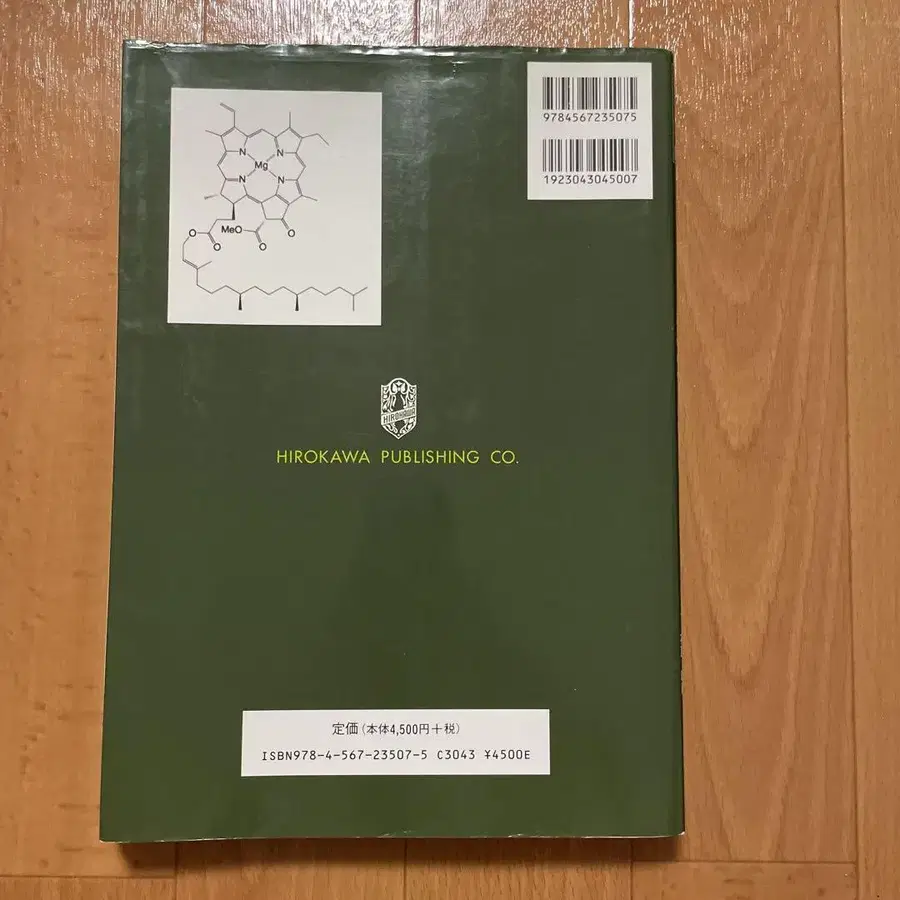 9784567235075
1923043045007
N
N
Mg
N
N
MeO
O
O
O
O
HIROKAWA
HIROKAWA PUBLISHING CO.
定価(本体4,500円+税)
ISBN978-4-567-23507-5 C3043 ¥4500E